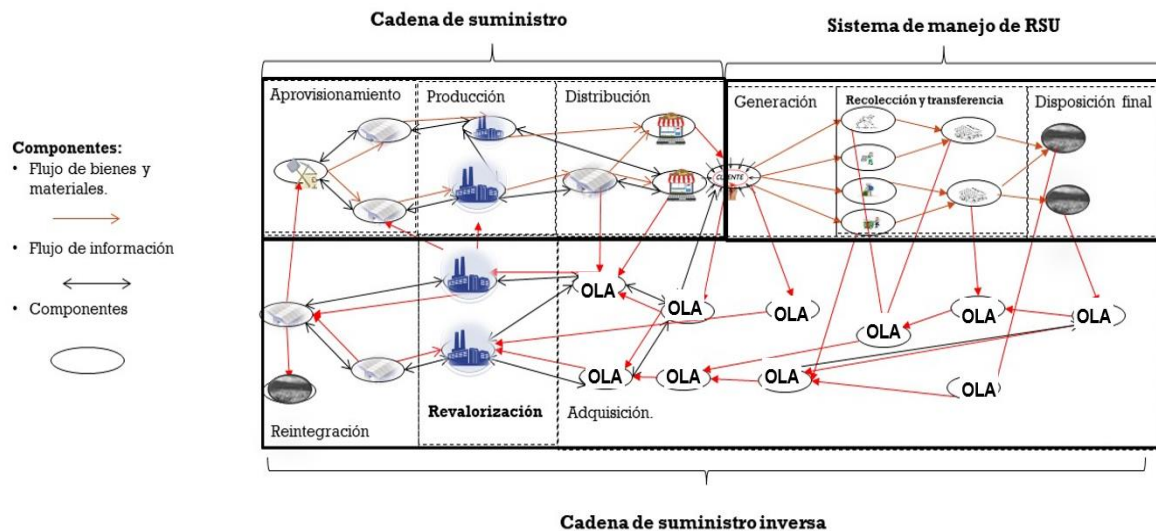 Cadena de suministro
Sistema de manejo de RSU
Aprovisionamiento
Producción
Distribución
Generación
Recolección y transferencia
Disposición final
Componentes:
• Flujo de bienes y
materiales.
• Flujo de información
• Componentes
CLIENTE
OLA
OLA
OLA
OLA
OLA
OLA
OLA
OLA
OLA
OLA
Reintegración
Revalorización
Adquisición.
Cadena de suministro inversa